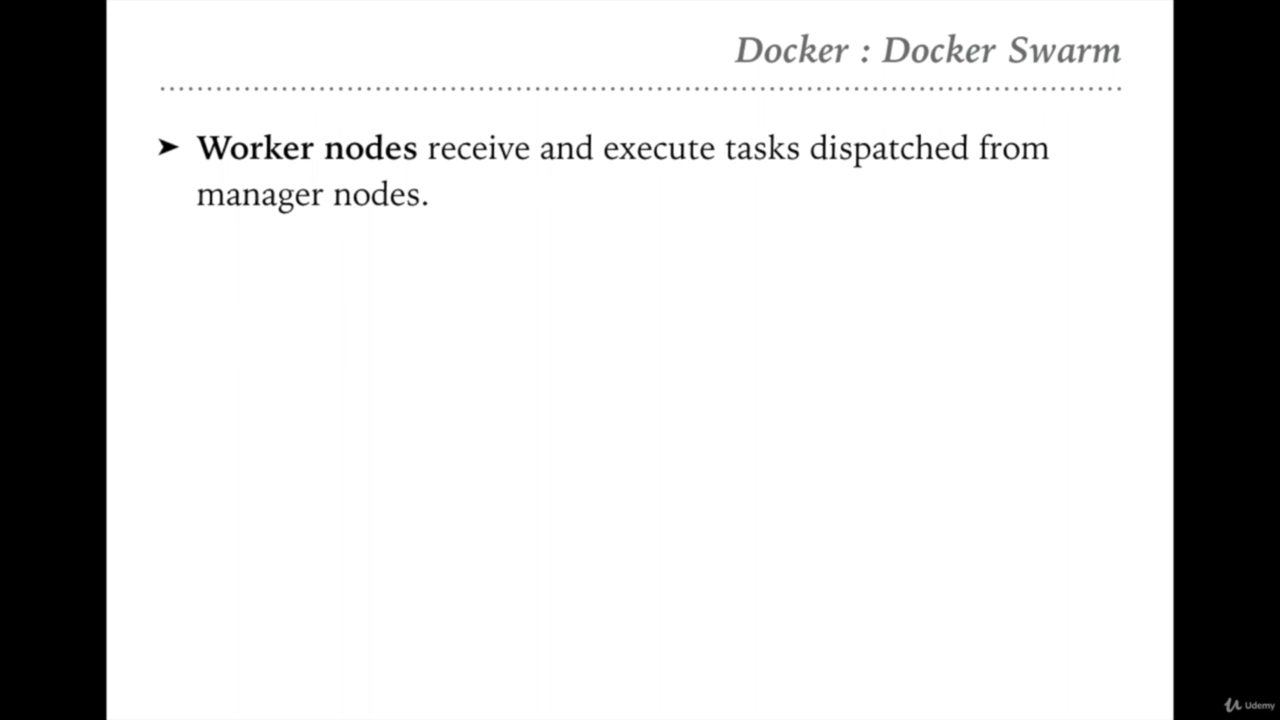 Docker : Docker Swarm
➤ Worker nodes receive and execute tasks dispatched from
manager nodes.
Udemy